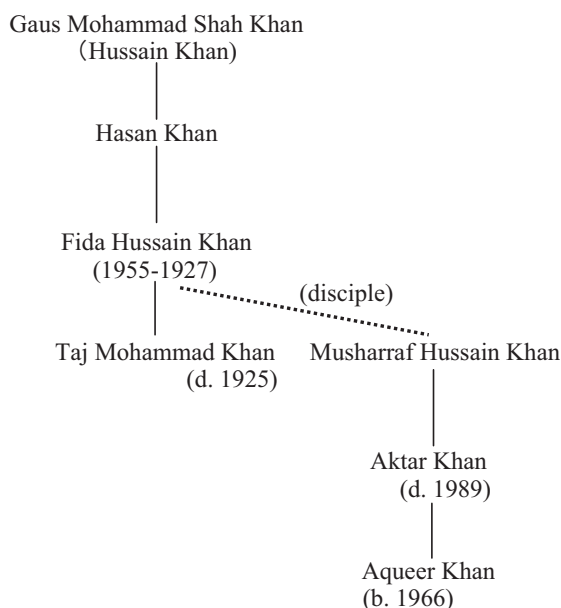 Gaus Mohammad Shah Khan
(Hussain Khan)
Hasan Khan
Fida Hussain Khan
(1955-1927)
(disciple)
Taj Mohammad Khan
(d. 1925)
Musharraf Hussain Khan
Aktar Khan
(d. 1989)
Aqueer Khan
(b. 1966)